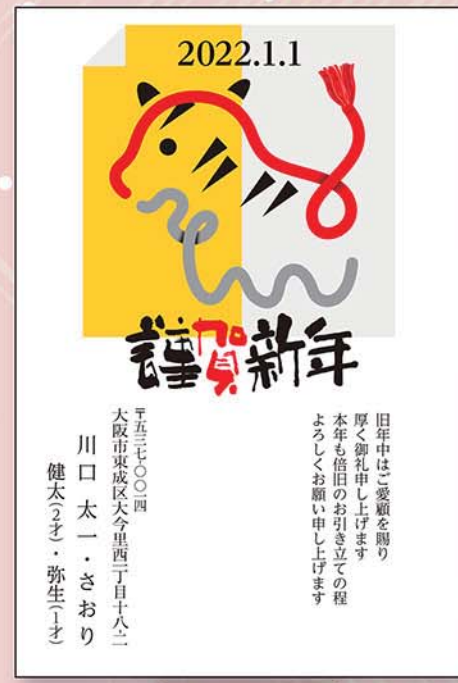 2022.1.1
謹賀新年
旧年中はご愛顧を賜り
厚く御礼申し上げます
本年も倍旧のお引き立ての程
よろしくお願い申し上げます
〒五三七〇〇一四
大阪市東成区大今里西一丁目十八-二
川口 太一・さおり
健太(2才)・弥生(1才)